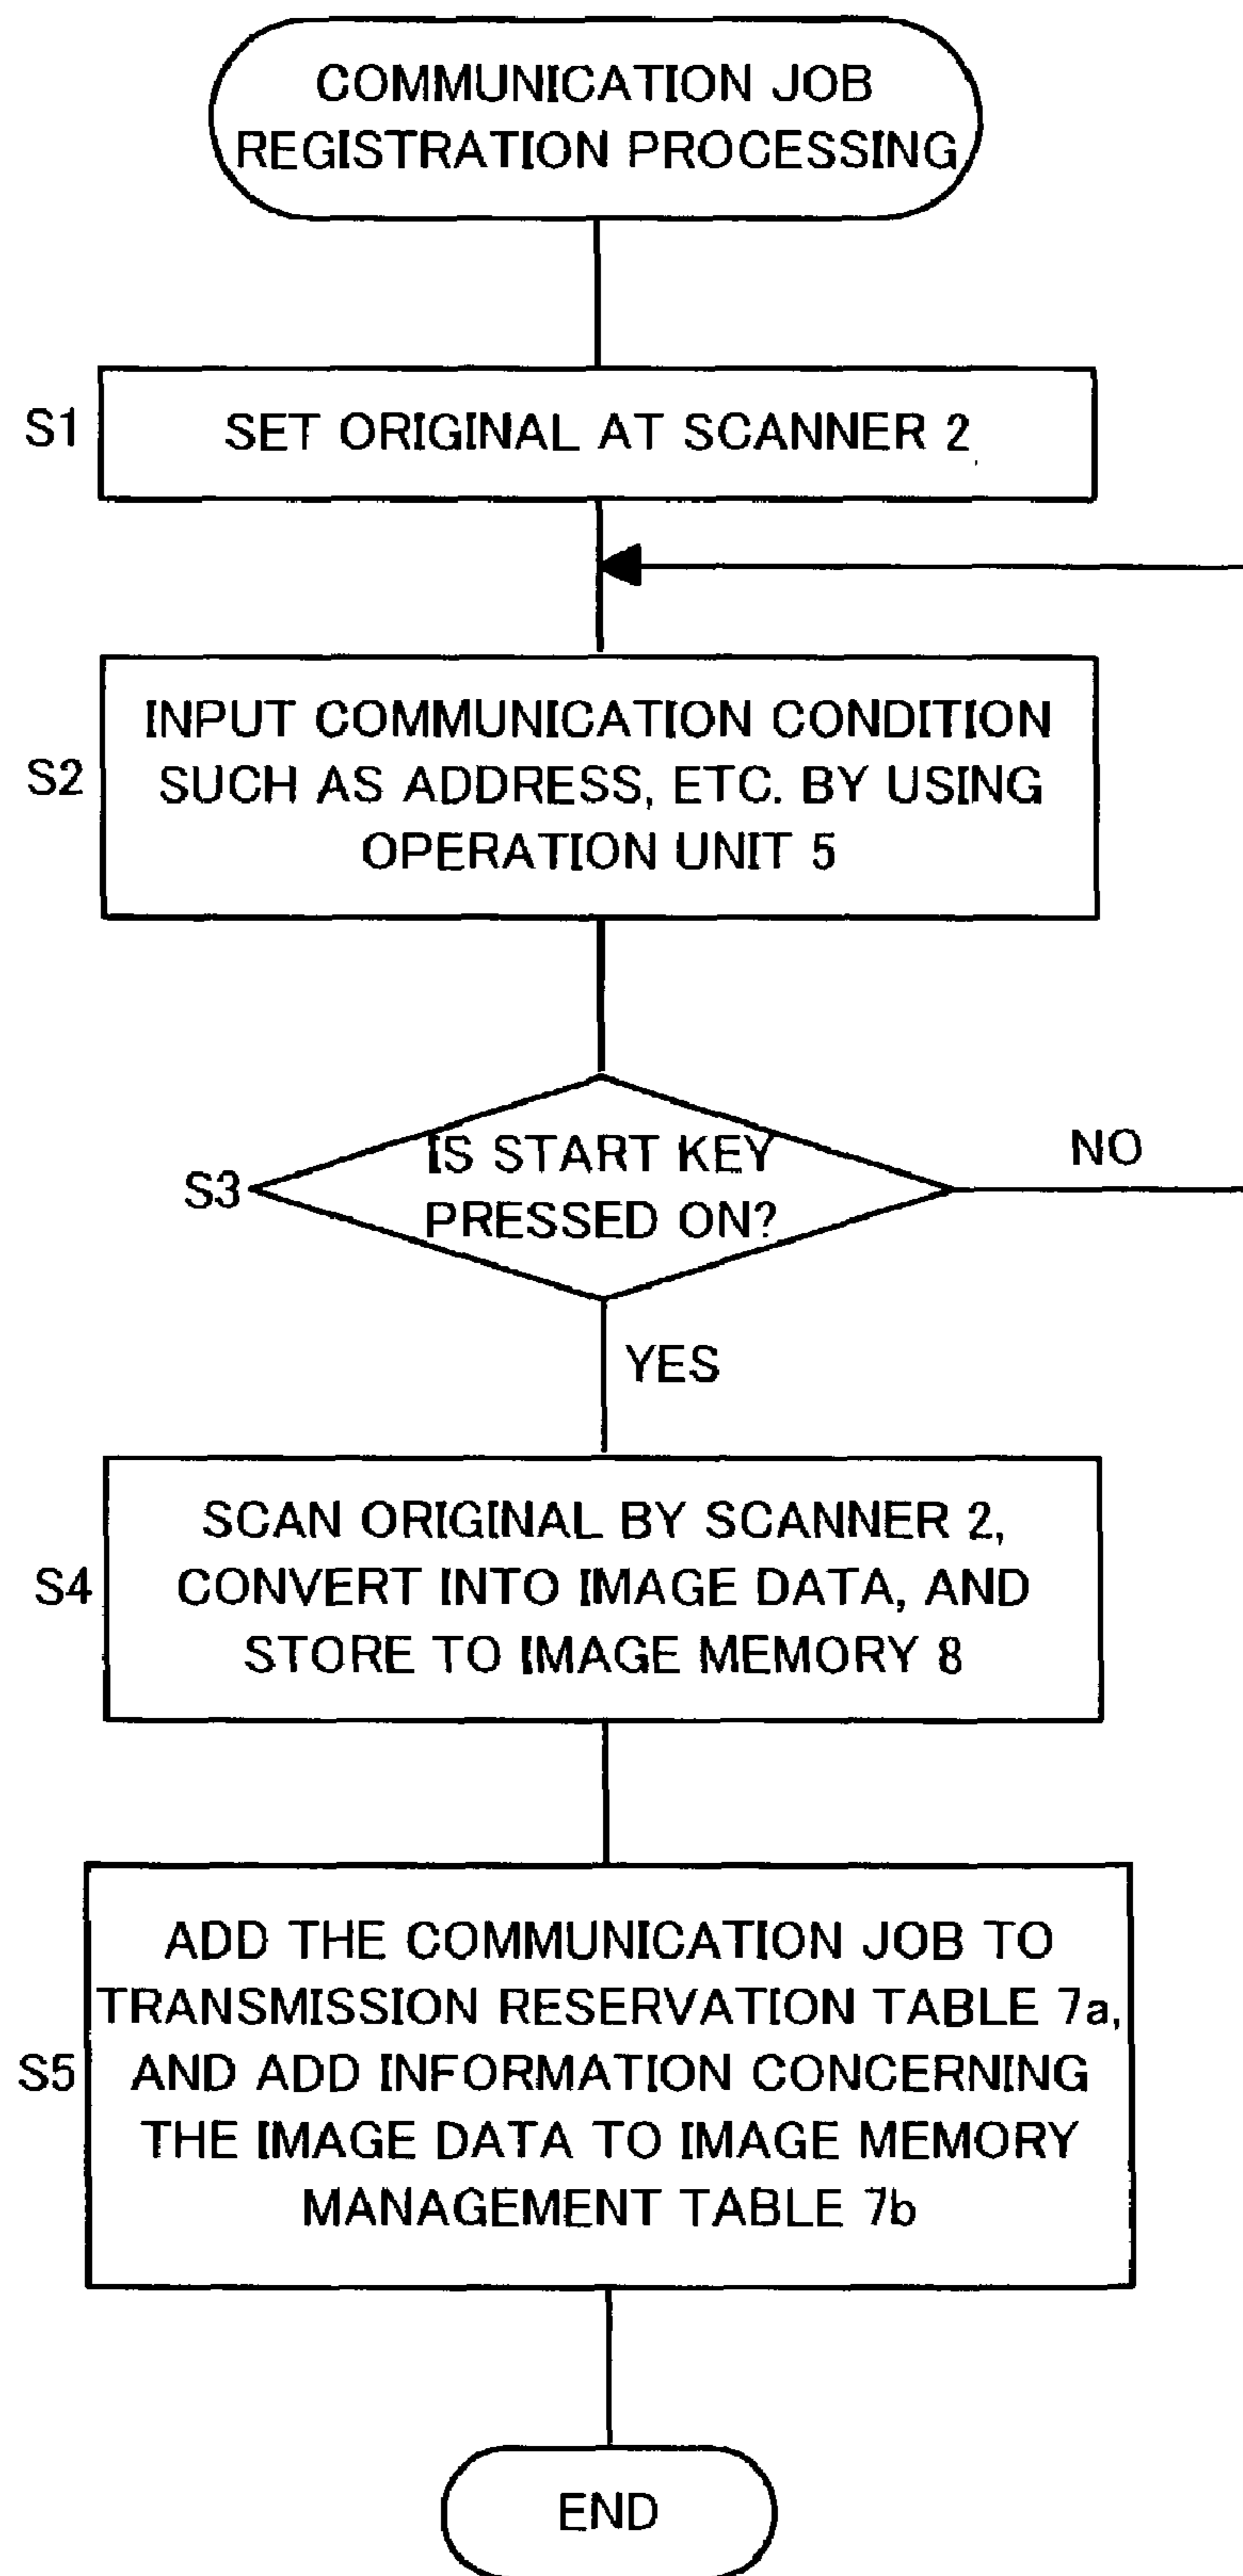 COMMUNICATION JOB
REGISTRATION PROCESSING
S1
SET ORIGINAL AT SCANNER 2
S2
INPUT COMMUNICATION CONDITION
SUCH AS ADDRESS, ETC. BY USING
OPERATION UNIT 5
S3
IS START KEY
PRESSED ON?
NO
YES
S4
SCAN ORIGINAL BY SCANNER 2,
CONVERT INTO IMAGE DATA, AND
STORE TO IMAGE MEMORY 8
S5
ADD THE COMMUNICATION JOB TO
TRANSMISSION RESERVATION TABLE 7a,
AND ADD INFORMATION CONCERNING
THE IMAGE DATA TO IMAGE MEMORY
MANAGEMENT TABLE 7b
END